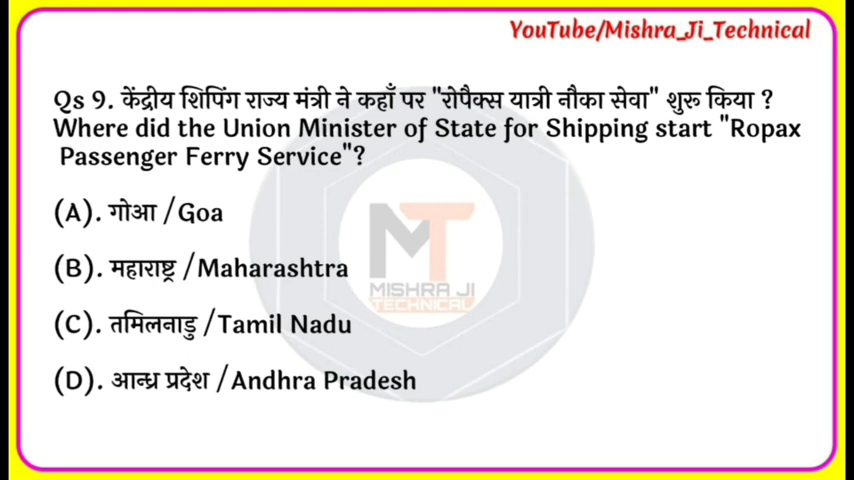 YouTube/Mishra_Ji_Technical
Qs 9. केंद्रीय शिपिंग राज्य मंत्री ने कहाँ पर "रोपैक्स यात्री नौका सेवा" शुरू किया ?
Where did the Union Minister of State for Shipping start "Ropax
Passenger Ferry Service"?
(A). गोआ /Goa
(B). महाराष्ट्र /Maharashtra
(C). तमिलनाडु /Tamil Nadu
(D). आन्ध्र प्रदेश /Andhra Pradesh
MT
MISHRA JI
TECHNICAL